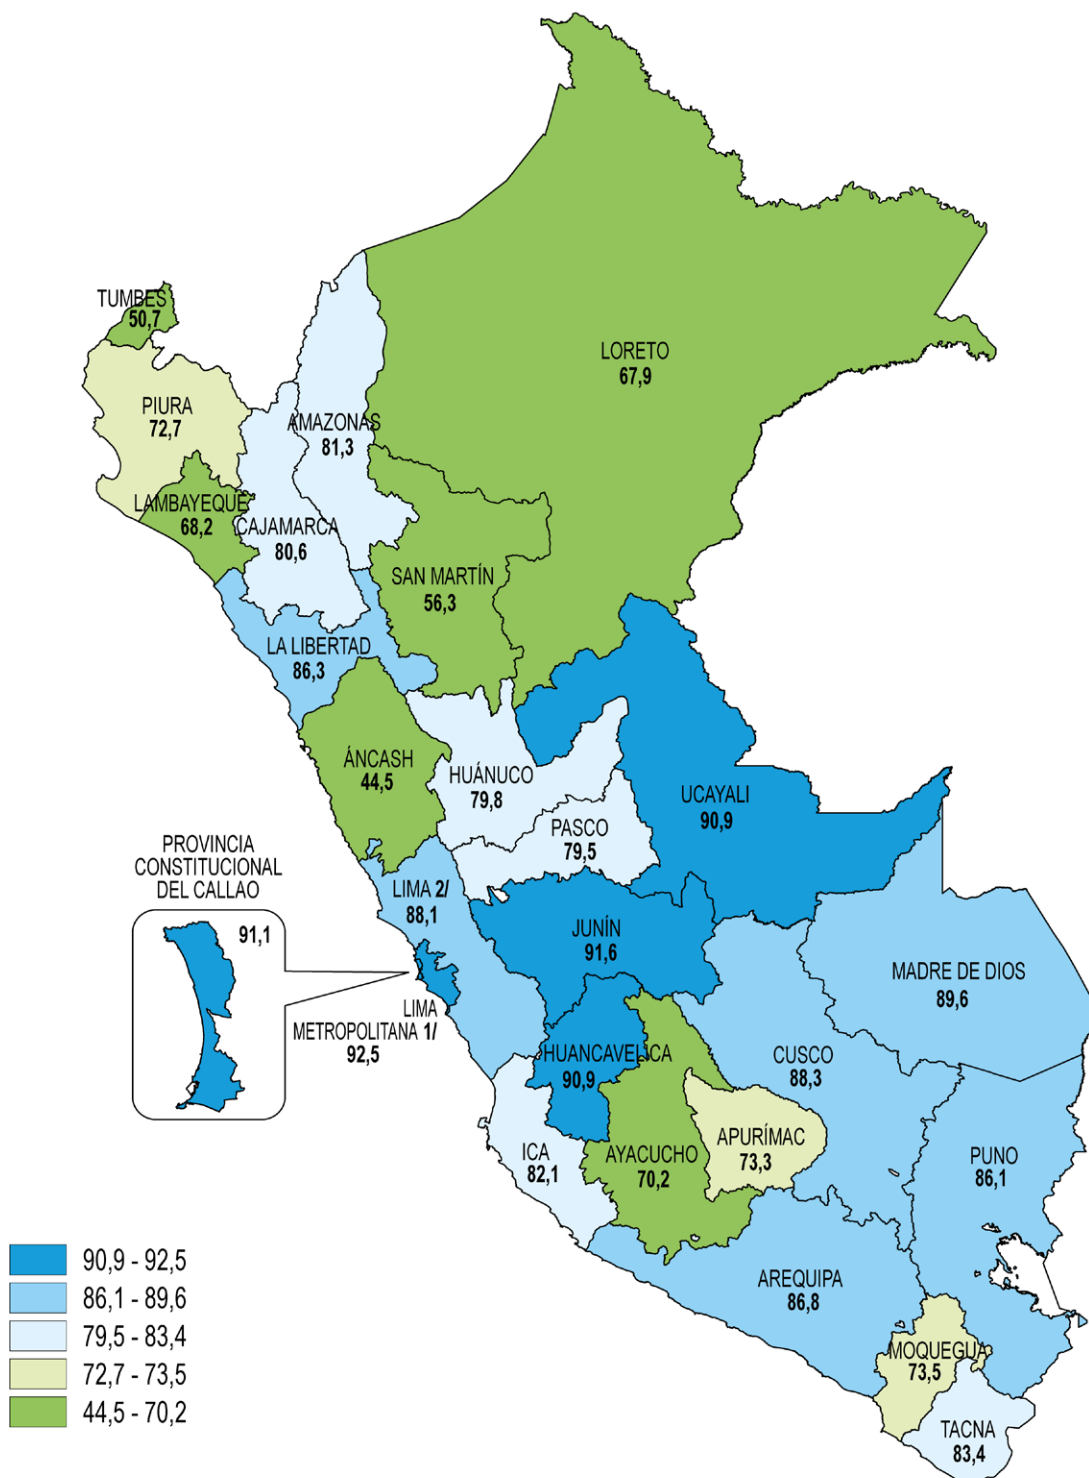 TUMBES
50,7
LORETO
67,9
PIURA
72,7
AMAZONAS
81,3
LAMBAYEQUE
68,2
CAJAMARCA
80,6
SAN MARTÍN
56,3
LA LIBERTAD
86,3
ÁNCASH
44,5
HUÁNUCO
79,8
UCAYALI
90,9
PASCO
79,5
PROVINCIA
CONSTITUCIONAL
DEL CALLAO
91,1
LIMA 2/
88,1
JUNÍN
91,6
MADRE DE DIOS
89,6
LIMA
METROPOLITANA 1/
92,5
HUANCAVELICA
90,9
CUSCO
88,3
ICA
82,1
AYACUCHO
70,2
APURÍMAC
73,3
PUNO
86,1
AREQUIPA
86,8
MOQUEGUA
73,5
TACNA
83,4
90,9 - 92,5
86,1 - 89,6
79,5 - 83,4
72,7 - 73,5
44,5 - 70,2